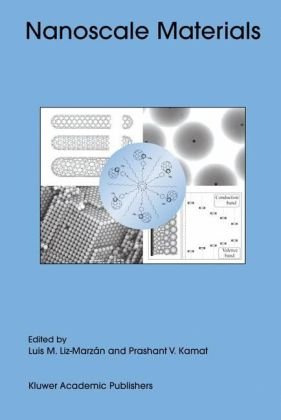 Nanoscale Materials
Conduction
band
Valence
band
Edited by
Luis M. Liz-Marzán and Prashant V. Kamat
Kluwer Academic Publishers